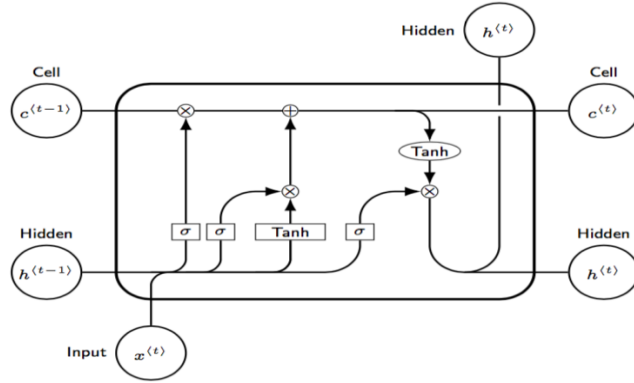 Hidden h⟨t⟩
Cell Cell
c⟨t−1⟩ × + c⟨t⟩
Tanh
× ×
σ σ Tanh σ
Hidden Hidden
h⟨t−1⟩ h⟨t⟩
Input x⟨t⟩